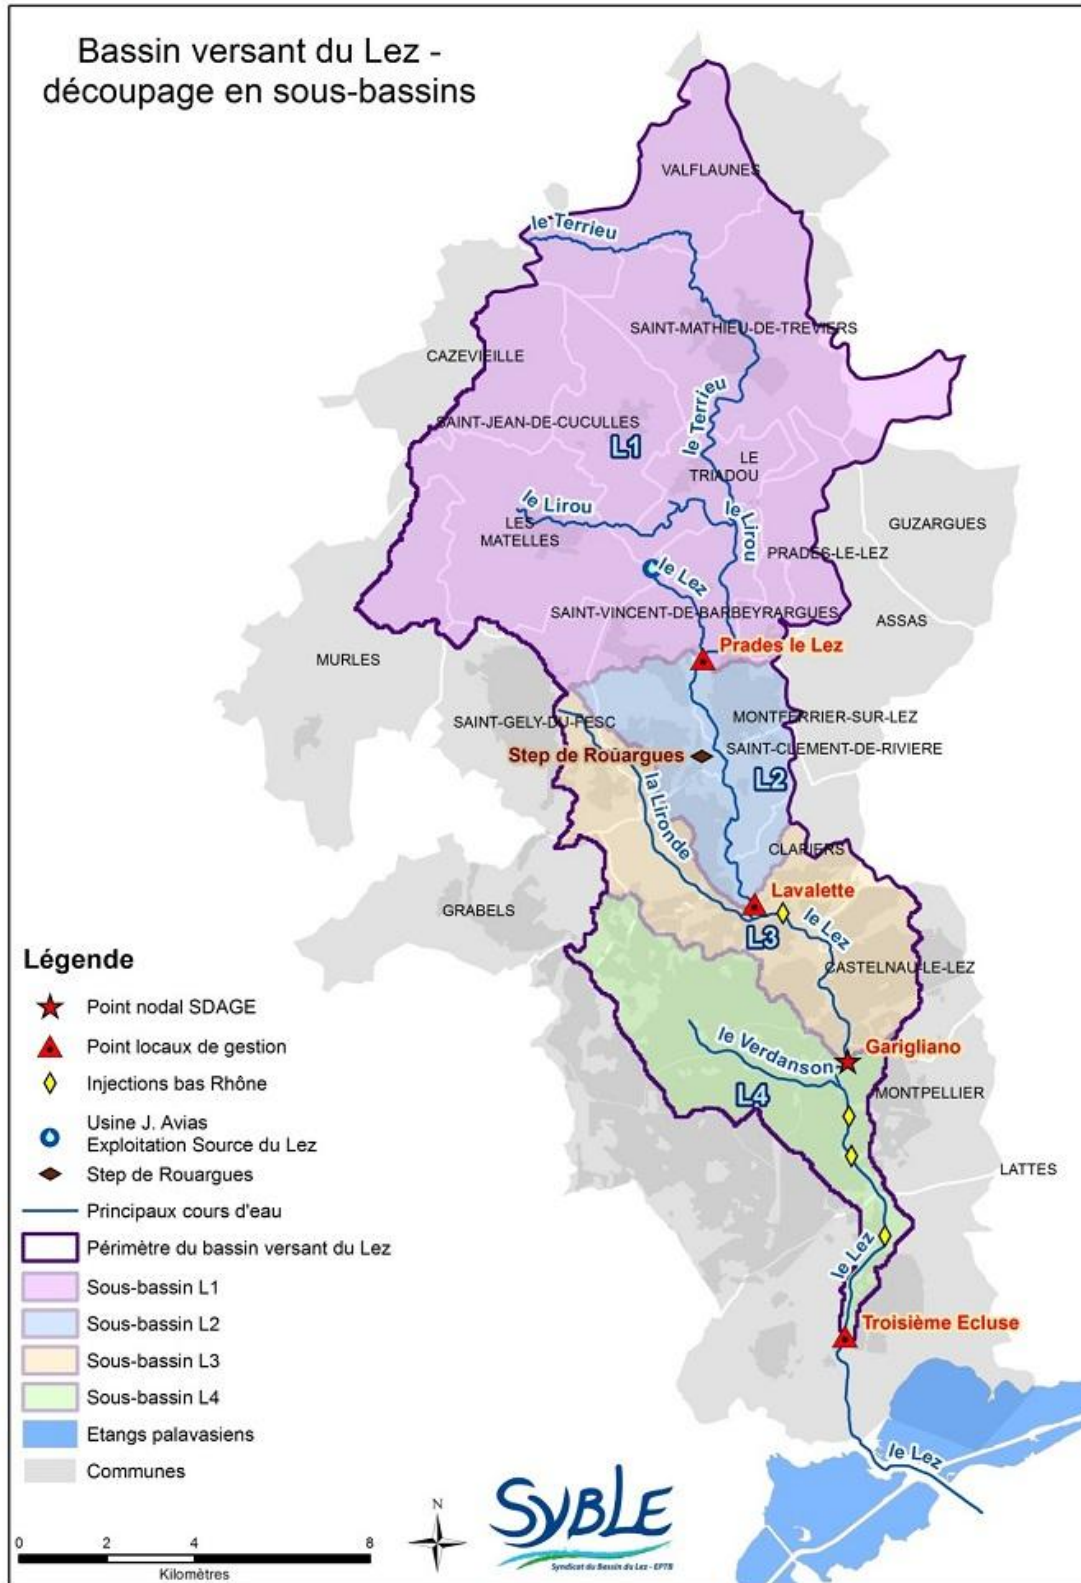 Bassin versant du Lez -
découpage en sous-bassins
VALFLAUNES
le Terrieu
SAINT-MATHIEU-DE-TREVIERS
CAZEVIEILLE
le Terrieu
SAINT-JEAN-DE-CUCULLES
L1
LE
TRIADOU
le Lirou
le Lirou
LES
MATELLES
GUZARGUES
PRADES-LE-LEZ
le Lez
SAINT-VINCENT-DE-BARBEYRARGUES
ASSAS
Prades le Lez
MURLES
SAINT-GELY-DU-FESC
MONTFERRIER-SUR-LEZ
SAINT-CLEMENT-DE-RIVIERE
Step de Rouargues
L2
la Lironde
CLAPIERS
Lavalette
GRABELS
le Lez
L3
CASTELNAU-LE-LEZ
le Verdanson
Garigliano
L4
MONTPELLIER
LATTES
le Lez
Troisième Ecluse
le Lez
Légende
Point nodal SDAGE
Point locaux de gestion
Injections bas Rhône
Usine J. Avias
Exploitation Source du Lez
Step de Rouargues
Principaux cours d'eau
Périmètre du bassin versant du Lez
Sous-bassin L1
Sous-bassin L2
Sous-bassin L3
Sous-bassin L4
Etangs palavasiens
Communes
0 2 4 8
Kilomètres
N
SYBLE
Syndicat du Bassin du Lez - EPTB